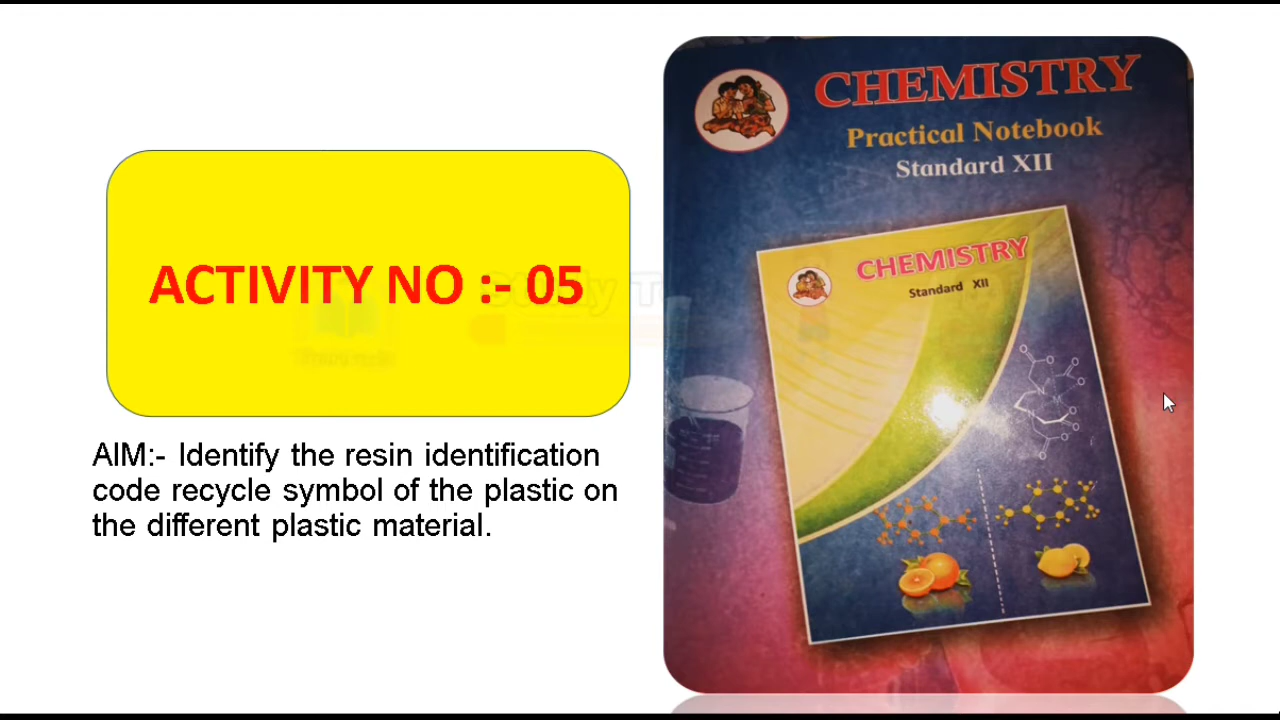 ACTIVITY NO :- 05
AIM:- Identify the resin identification
code recycle symbol of the plastic on
the different plastic material.
CHEMISTRY
Practical Notebook
Standard XII
CHEMISTRY
Standard XII